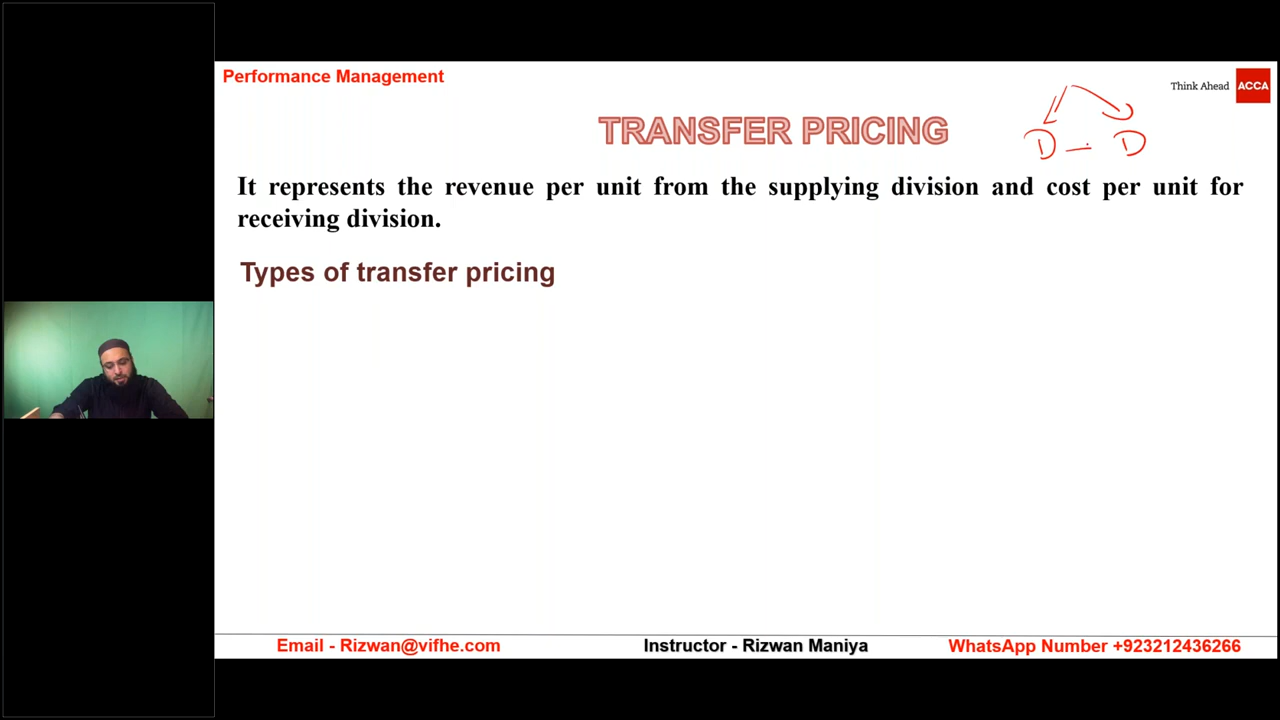 Performance Management
Think Ahead ACCA
TRANSFER PRICING
D - D
It represents the revenue per unit from the supplying division and cost per unit for
receiving division.
Types of transfer pricing
Email - Rizwan@vifhe.com Instructor - Rizwan Maniya WhatsApp Number +923212436266